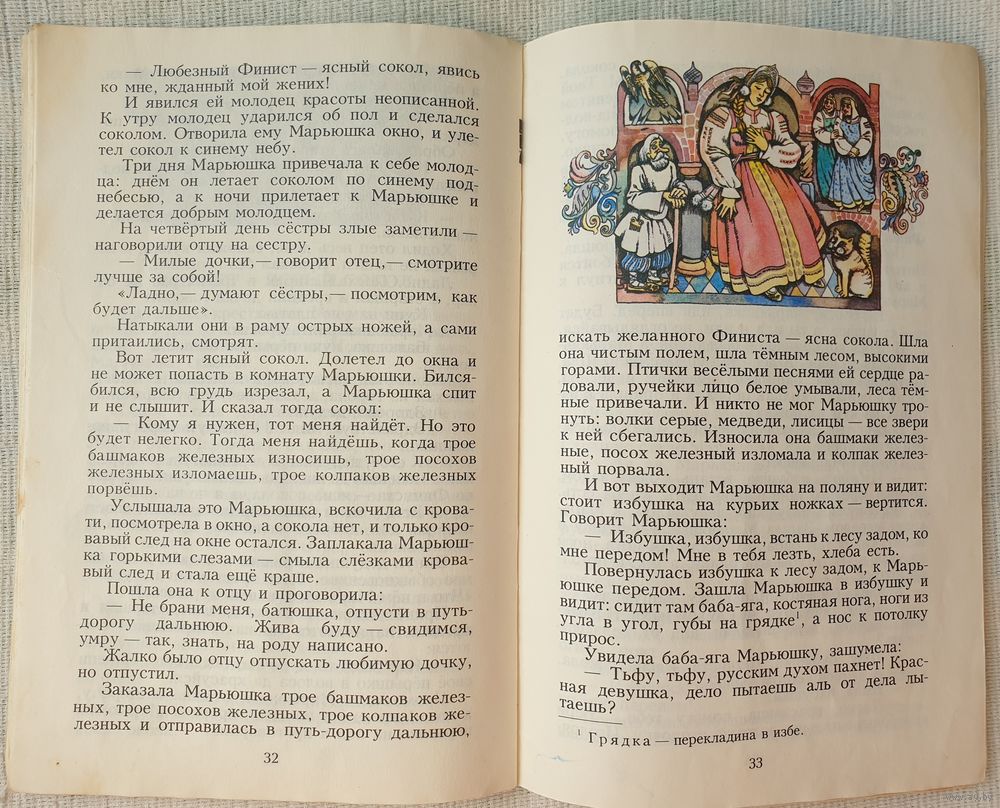 — Любезный Финист — ясный сокол, явись
ко мне, жданный мой жених!
И явился ей молодец красоты неописанной.
К утру молодец ударился об пол и сделался
соколом. Отворила ему Марьюшка окно, и уле-
тел сокол к синему небу.
Три дня Марьюшка привечала к себе молод-
ца: днём он летает соколом по синему под-
небесью, а к ночи прилетает к Марьюшке и
делается добрым молодцем.
На четвёртый день сёстры злые заметили —
наговорили отцу на сестру.
— Милые дочки,— говорит отец,— смотрите
лучше за собой!
«Ладно,— думают сёстры,— посмотрим, как
будет дальше».
Натыкали они в раму острых ножей, а сами
притаились, смотрят.
Вот летит ясный сокол. Долетел до окна и
не может попасть в комнату Марьюшки. Бился-
бился, всю грудь изрезал, а Марьюшка спит
и не слышит. И сказал тогда сокол:
— Кому я нужен, тот меня найдёт. Но это
будет нелегко. Тогда меня найдёшь, когда трое
башмаков железных износишь, трое посохов
железных изломаешь, трое колпаков железных
порвёшь.
Услышала это Марьюшка, вскочила с крова-
ти, посмотрела в окно, а сокола нет, и только кро-
вавый след на окне остался. Заплакала Марьюш-
ка горькими слезами — смыла слёзками крова-
вый след и стала ещё краше.
Пошла она к отцу и проговорила:
— Не брани меня, батюшка, отпусти в путь-
дорогу дальнюю. Жива буду — свидимся,
умру — так, знать, на роду написано.
Жалко было отцу отпускать любимую дочку,
но отпустил.
Заказала Марьюшка трое башмаков желез-
ных, трое посохов железных, трое колпаков же-
лезных и отправилась в путь-дорогу дальнюю,
32
искать желанного Финиста — ясна сокола. Шла
она чистым полем, шла тёмным лесом, высокими
горами. Птички весёлыми песнями ей сердце ра-
довали, ручейки лицо белое умывали, леса тём-
ные привечали. И никто не мог Марьюшку тро-
нуть: волки серые, медведи, лисицы — все звери
к ней сбегались. Износила она башмаки желез-
ные, посох железный изломала и колпак желез-
ный порвала.
И вот выходит Марьюшка на поляну и видит:
стоит избушка на курьих ножках — вертится.
Говорит Марьюшка:
— Избушка, избушка, встань к лесу задом, ко
мне передом! Мне в тебя лезть, хлеба есть.
Повернулась избушка к лесу задом, к Марь-
юшке передом. Зашла Марьюшка в избушку и
видит: сидит там баба-яга, костяная нога, ноги из
угла в угол, губы на грядке¹, а нос к потолку
прирос.
Увидела баба-яга Марьюшку, зашумела:
— Тьфу, тьфу, русским духом пахнет! Крас-
ная девушка, дело пытаешь аль от дела лы-
таешь?
¹ Грядка — перекладина в избе.
33